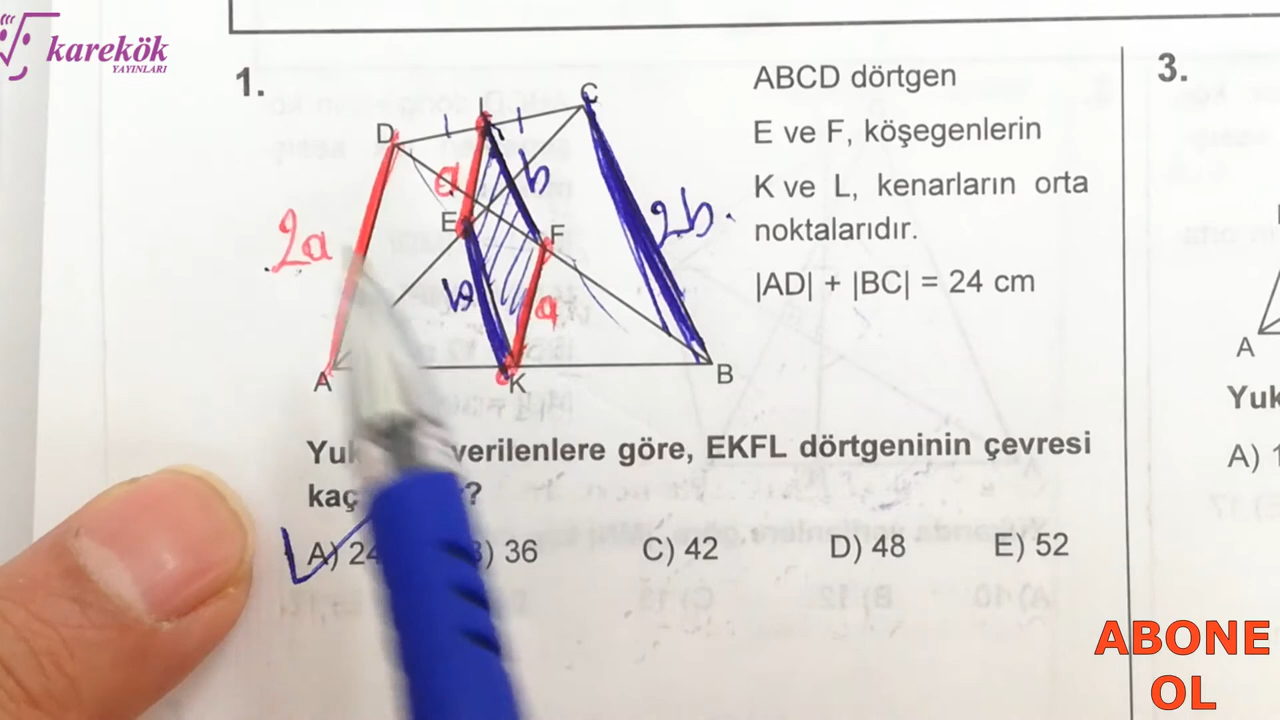 karekök
YAYINLARI
1.
ABCD dörtgen
E ve F, köşegenlerin
K ve L, kenarların orta
noktalarıdır.
|AD| + |BC| = 24 cm
D
C
2a
a
b
E
F
2b
b
a
A
K
B
verilenlere göre, EKFL dörtgeninin çevresi
?
A) 24
36
C) 42
D) 48
E) 52
3.
A
A)
ABONE
OL